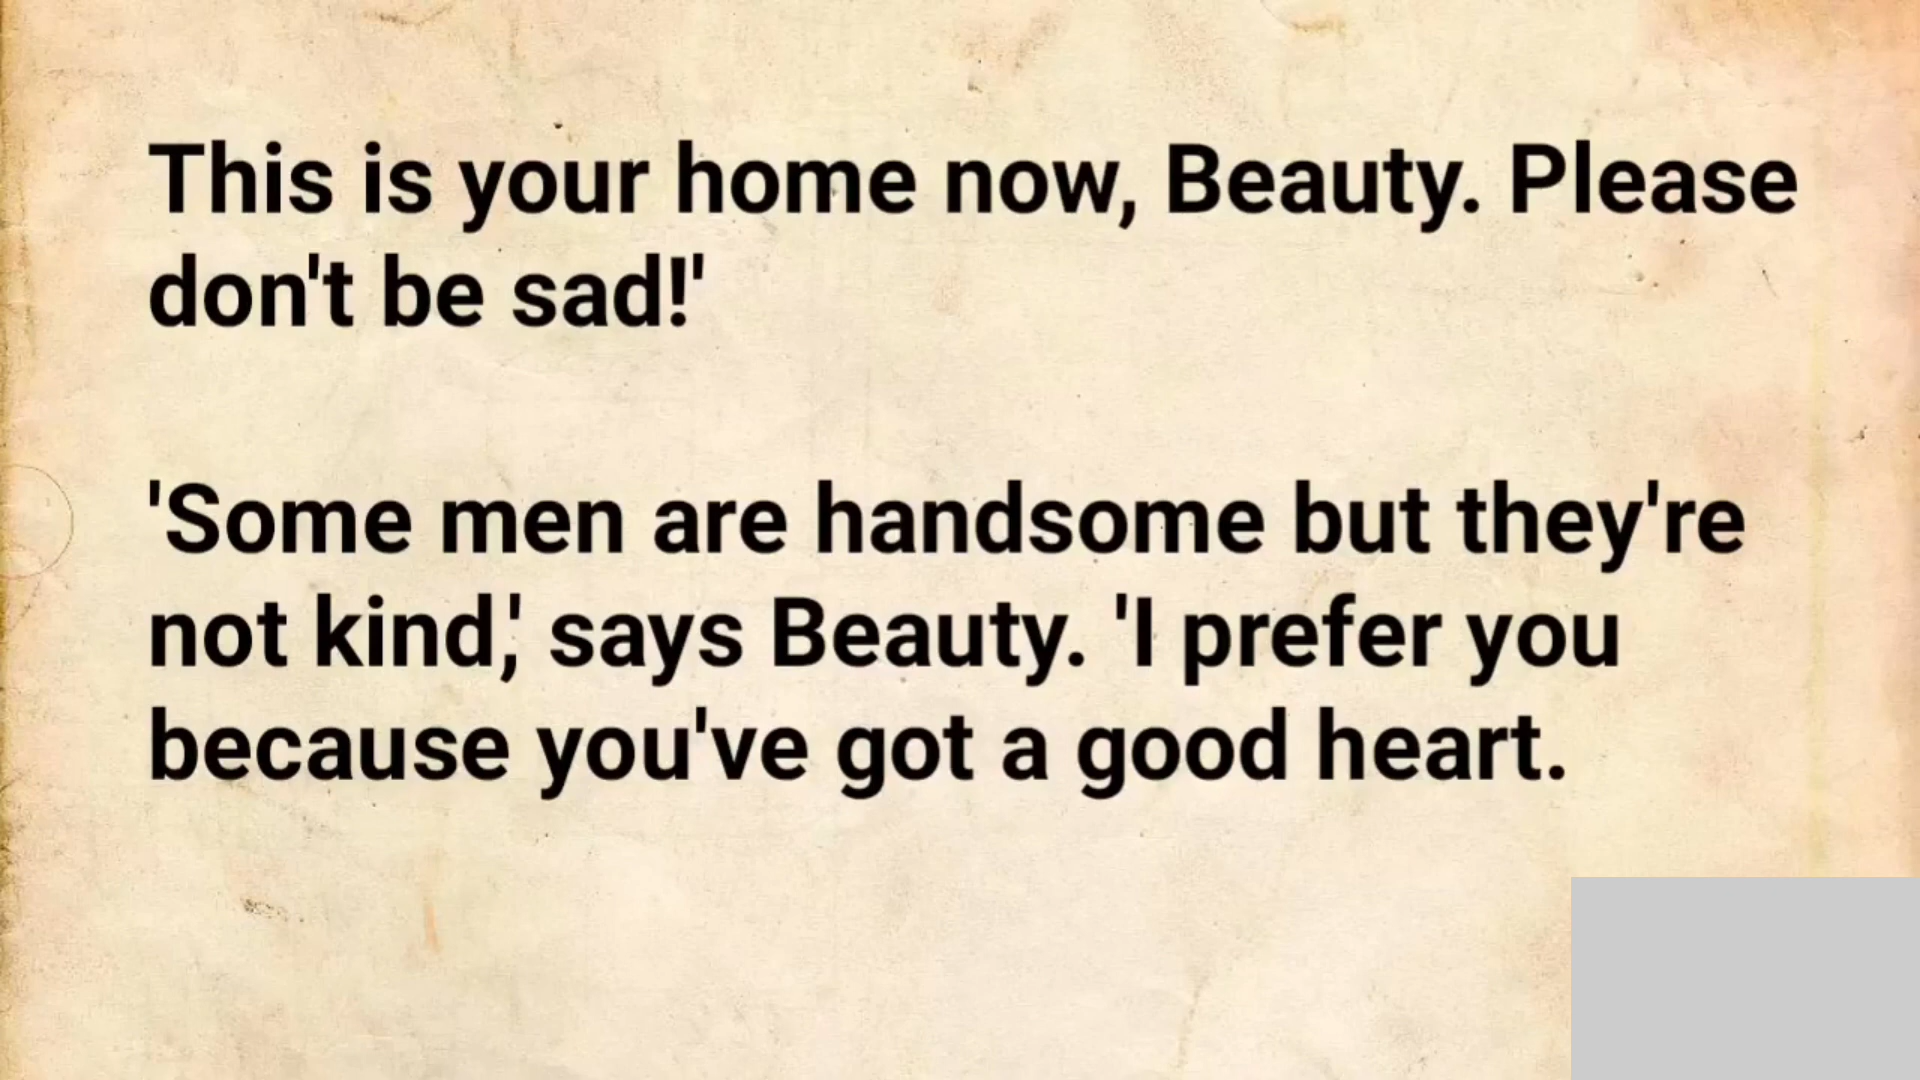 This is your home now, Beauty. Please
don't be sad!'
'Some men are handsome but they're
not kind,' says Beauty. 'I prefer you
because you've got a good heart.